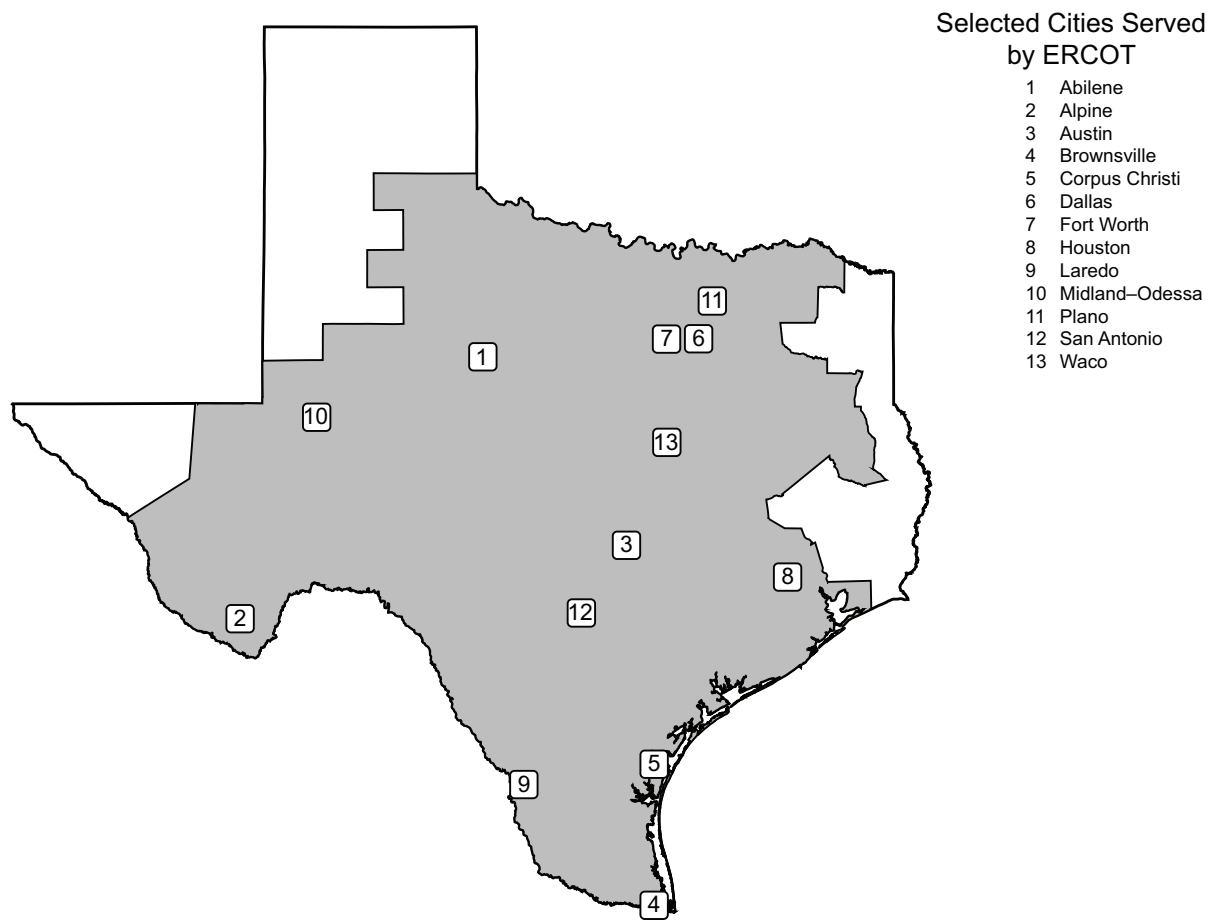 Selected Cities Served
by ERCOT
1 Abilene
2 Alpine
3 Austin
4 Brownsville
5 Corpus Christi
6 Dallas
7 Fort Worth
8 Houston
9 Laredo
10 Midland–Odessa
11 Plano
12 San Antonio
13 Waco
11
7 6
1
10
13
3
8
12
2
5
9
4